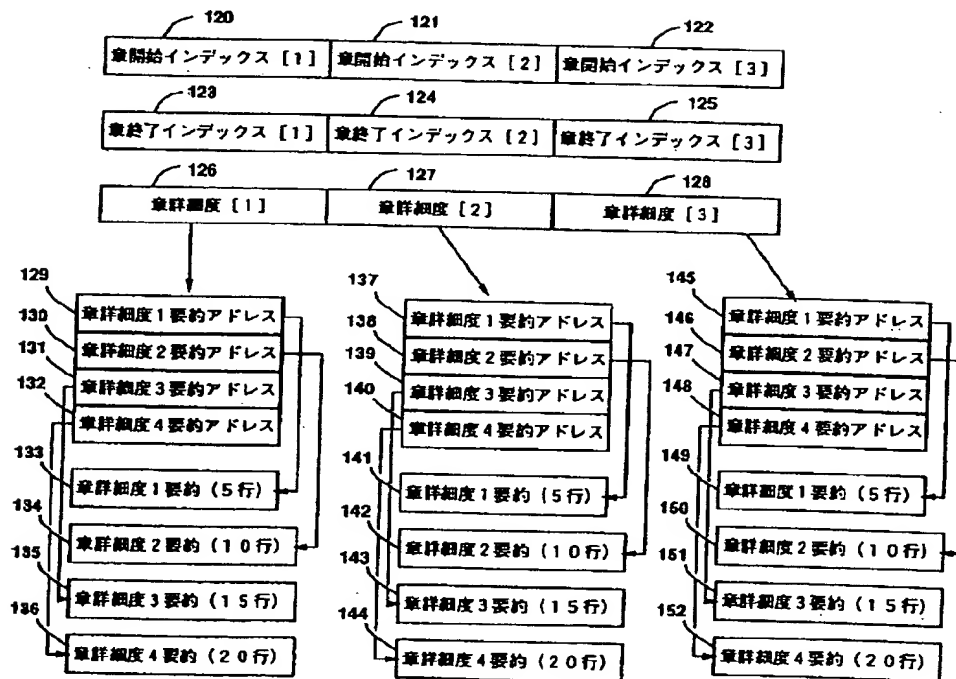 120 121 122
章開始インデックス [1] 章開始インデックス [2] 章開始インデックス [3]
123 124 125
章終了インデックス [1] 章終了インデックス [2] 章終了インデックス [3]
126 127 128
章詳細度 [1] 章詳細度 [2] 章詳細度 [3]
129 章詳細度1要約アドレス
130 章詳細度2要約アドレス
131 章詳細度3要約アドレス
132 章詳細度4要約アドレス
133 章詳細度1要約 (5行)
134 章詳細度2要約 (10行)
135 章詳細度3要約 (15行)
136 章詳細度4要約 (20行)
137 章詳細度1要約アドレス
138 章詳細度2要約アドレス
139 章詳細度3要約アドレス
140 章詳細度4要約アドレス
141 章詳細度1要約 (5行)
142 章詳細度2要約 (10行)
143 章詳細度3要約 (15行)
144 章詳細度4要約 (20行)
145 章詳細度1要約アドレス
146 章詳細度2要約アドレス
147 章詳細度3要約アドレス
148 章詳細度4要約アドレス
149 章詳細度1要約 (5行)
150 章詳細度2要約 (10行)
151 章詳細度3要約 (15行)
152 章詳細度4要約 (20行)